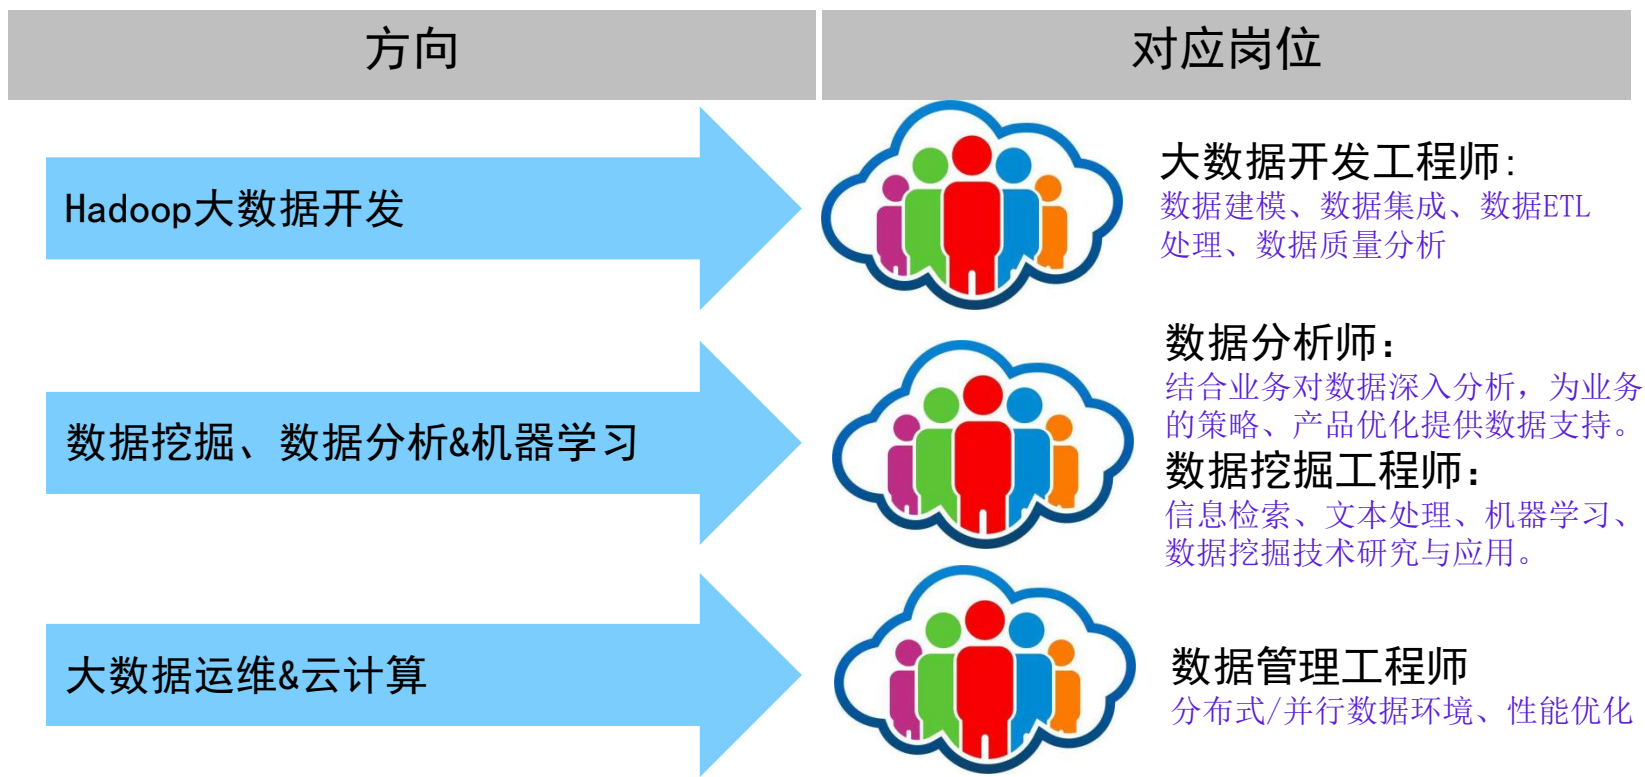 方向
对应岗位
Hadoop大数据开发
大数据开发工程师:
数据建模、数据集成、数据ETL
处理、数据质量分析
数据挖掘、数据分析&机器学习
数据分析师：
结合业务对数据深入分析，为业务
的策略、产品优化提供数据支持。
数据挖掘工程师：
信息检索、文本处理、机器学习、
数据挖掘技术研究与应用。
大数据运维&云计算
数据管理工程师
分布式/并行数据环境、性能优化